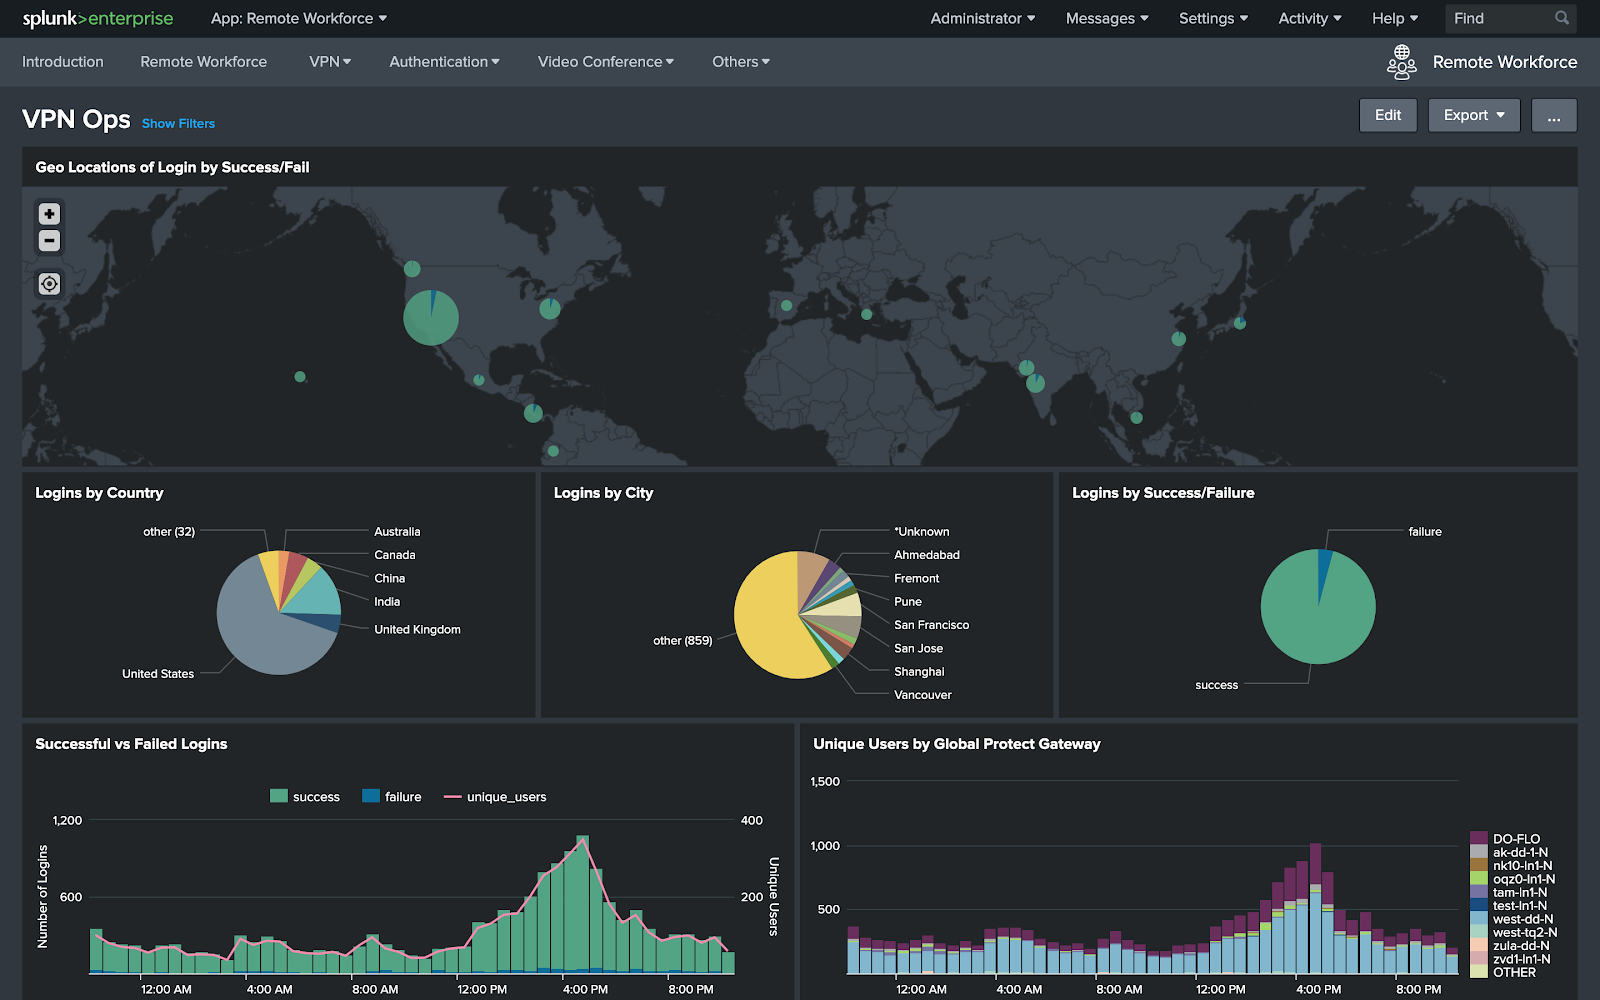 splunk>enterprise App: Remote Workforce Administrator Messages Settings Activity Help Find
Introduction Remote Workforce VPN Authentication Video Conference Others Remote Workforce
VPN Ops Show Filters Edit Export ...
Geo Locations of Login by Success/Fail
Logins by Country
other (32)
Australia
Canada
China
India
United Kingdom
United States
Logins by City
*Unknown
Ahmedabad
Fremont
Pune
San Francisco
San Jose
Shanghai
Vancouver
other (859)
Logins by Success/Failure
failure
success
Successful vs Failed Logins
success failure unique_users
1,200 400
600 200
Number of Logins
Unique Users
12:00 AM 4:00 AM 8:00 AM 12:00 PM 4:00 PM 8:00 PM
Unique Users by Global Protect Gateway
1,500
1,000
500
DO-FLO
ak-dd-1-N
nk10-ln1-N
oqz0-ln1-N
tam-ln1-N
test-ln1-N
west-dd-N
west-tq2-N
zula-dd-N
zvd1-ln1-N
OTHER
12:00 AM 4:00 AM 8:00 AM 12:00 PM 4:00 PM 8:00 PM